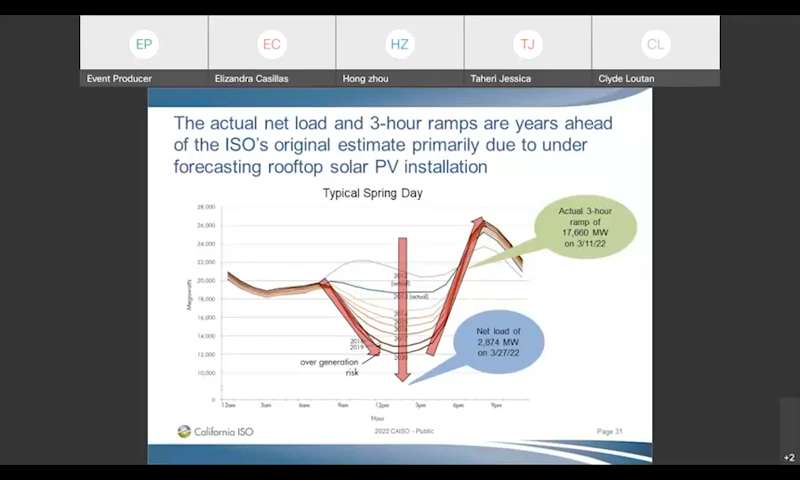 EP
EC
HZ
TJ
CL
Event Producer
Elizandra Casillas
Hong zhou
Taheri Jessica
Clyde Loutan
The actual net load and 3-hour ramps are years ahead
of the ISO's original estimate primarily due to under
forecasting rooftop solar PV installation
Typical Spring Day
28,000
26,000
24,000
22,000
20,000
18,000
16,000
14,000
12,000
10,000
0
Megawatts
Actual 3-hour
ramp of
17,660 MW
on 3/11/22
2012
(actual)
2013 (actual)
2014
2015
2016
2017
2018
2019
2020
Net load of
2,874 MW
on 3/27/22
over generation
risk
12am
3am
6am
9am
12pm
3pm
6pm
9pm
Hour
California ISO
2022 CAISO - Public
Page 31
+2